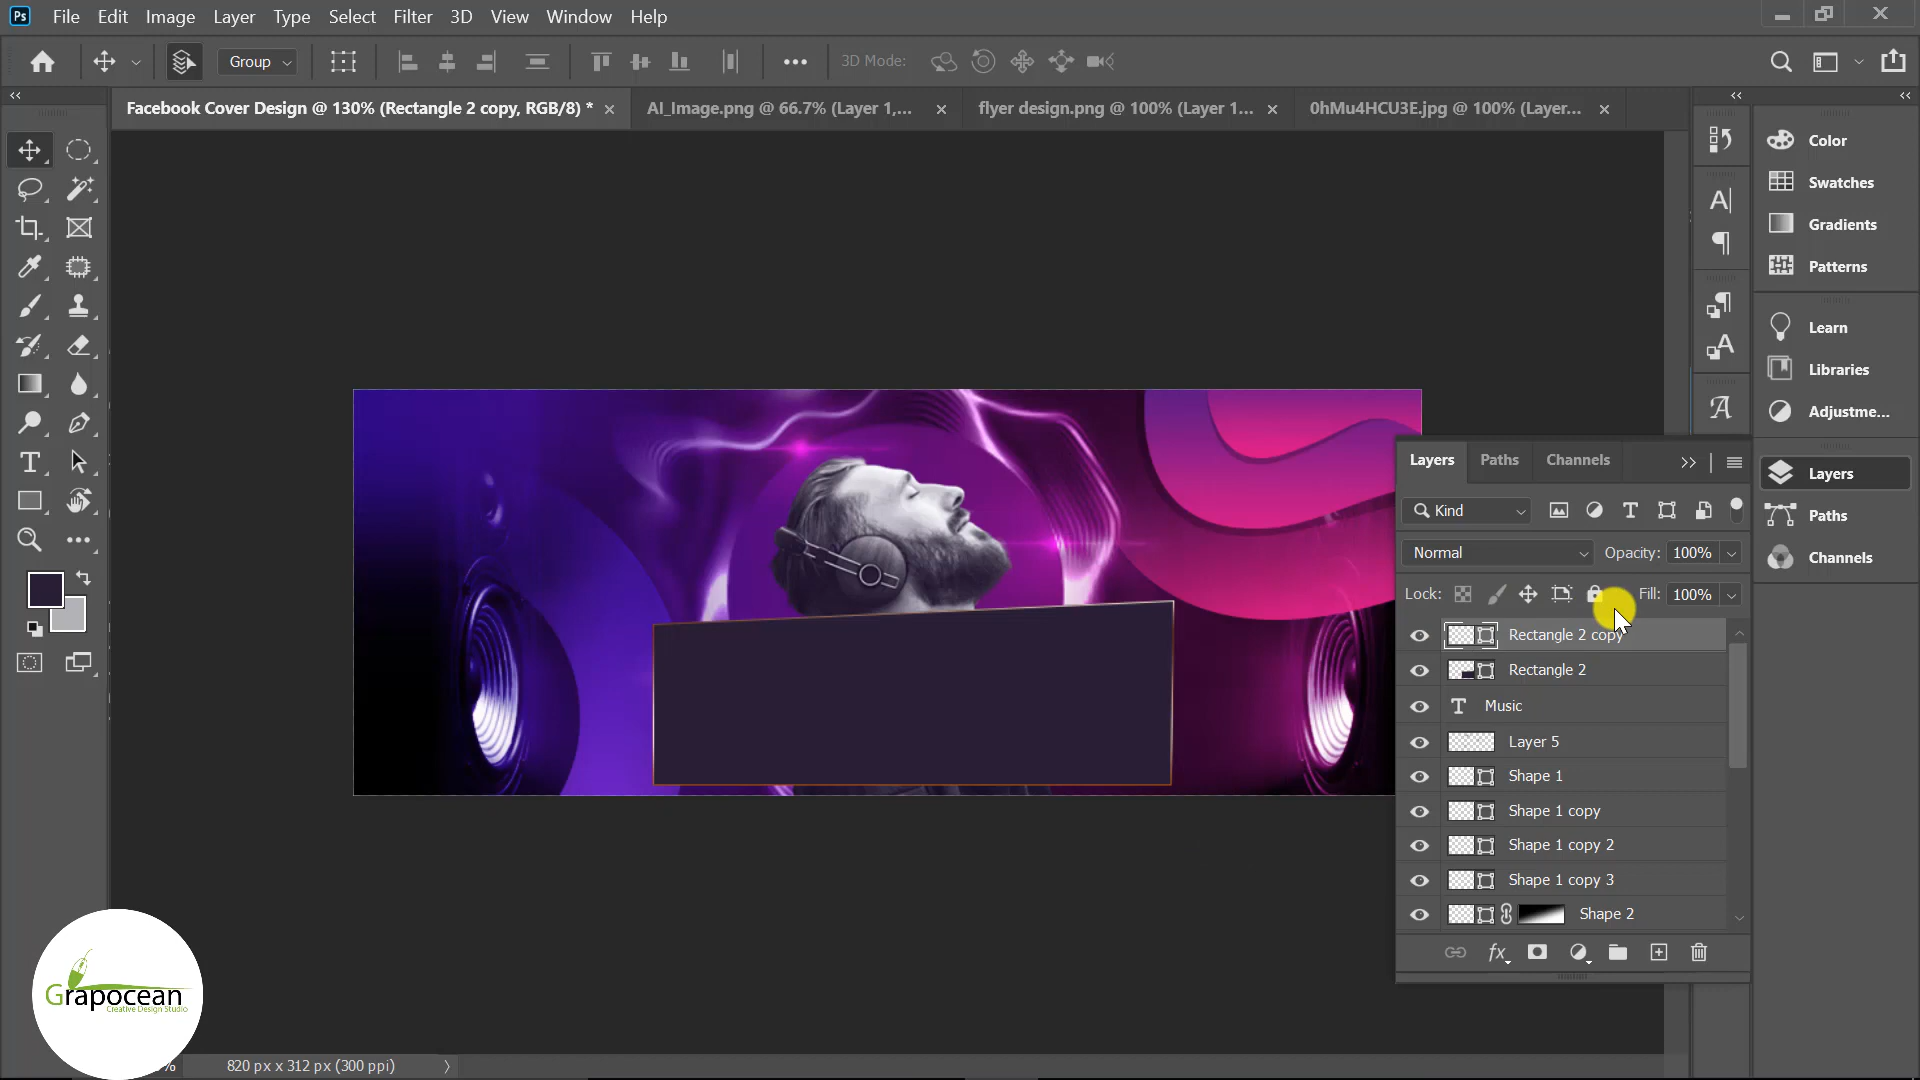 Ps File Edit Image Layer Type Select Filter 3D View Window Help
Group 3D Mode:
Facebook Cover Design @ 130% (Rectangle 2 copy, RGB/8) *
AI_Image.png @ 66.7% (Layer 1,...
flyer design.png @ 100% (Layer 1...
0hMu4HCU3E.jpg @ 100% (Layer...
Color
Swatches
Gradients
Patterns
Learn
Libraries
Adjustme...
Layers
Paths
Channels
Layers Paths Channels
Kind
Normal Opacity: 100%
Lock: Fill: 100%
Rectangle 2 copy
Rectangle 2
Music
Layer 5
Shape 1
Shape 1 copy
Shape 1 copy 2
Shape 1 copy 3
Shape 2
fx
Grapocean
Creative Design Studio
820 px x 312 px (300 ppi)